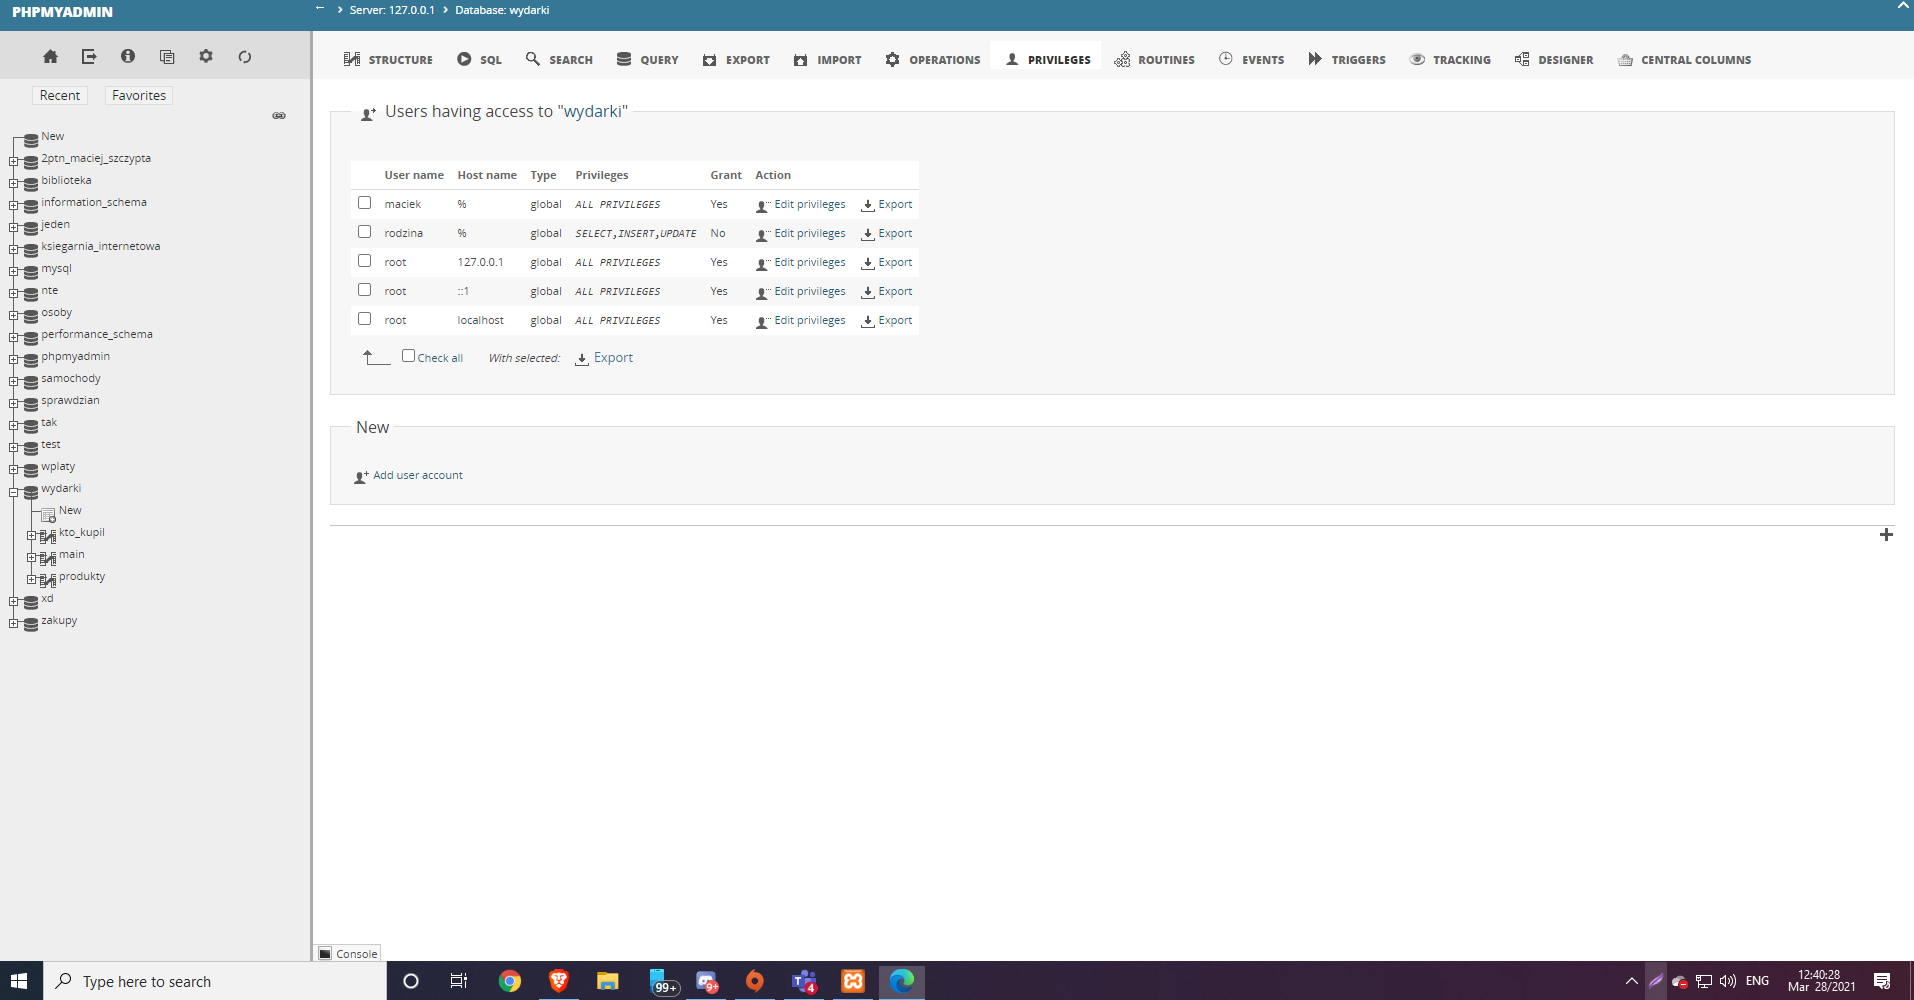 PHPMYADMIN
← › Server: 127.0.0.1 › Database: wydarki
STRUCTURE SQL SEARCH QUERY EXPORT IMPORT OPERATIONS PRIVILEGES ROUTINES EVENTS TRIGGERS TRACKING DESIGNER CENTRAL COLUMNS
Recent Favorites
New
2ptn_maciej_szczypta
biblioteka
information_schema
jeden
ksiegarnia_internetowa
mysql
nte
osoby
performance_schema
phpmyadmin
samochody
sprawdzian
tak
test
wplaty
wydarki
New
kto_kupil
main
produkty
xd
zakupy
Users having access to "wydarki"
User name Host name Type Privileges Grant Action
maciek % global ALL PRIVILEGES Yes Edit privileges Export
rodzina % global SELECT,INSERT,UPDATE No Edit privileges Export
root 127.0.0.1 global ALL PRIVILEGES Yes Edit privileges Export
root ::1 global ALL PRIVILEGES Yes Edit privileges Export
root localhost global ALL PRIVILEGES Yes Edit privileges Export
Check all With selected: Export
New
Add user account
Console
Type here to search
99+
9+
4
ENG
12:40:28
Mar 28/2021